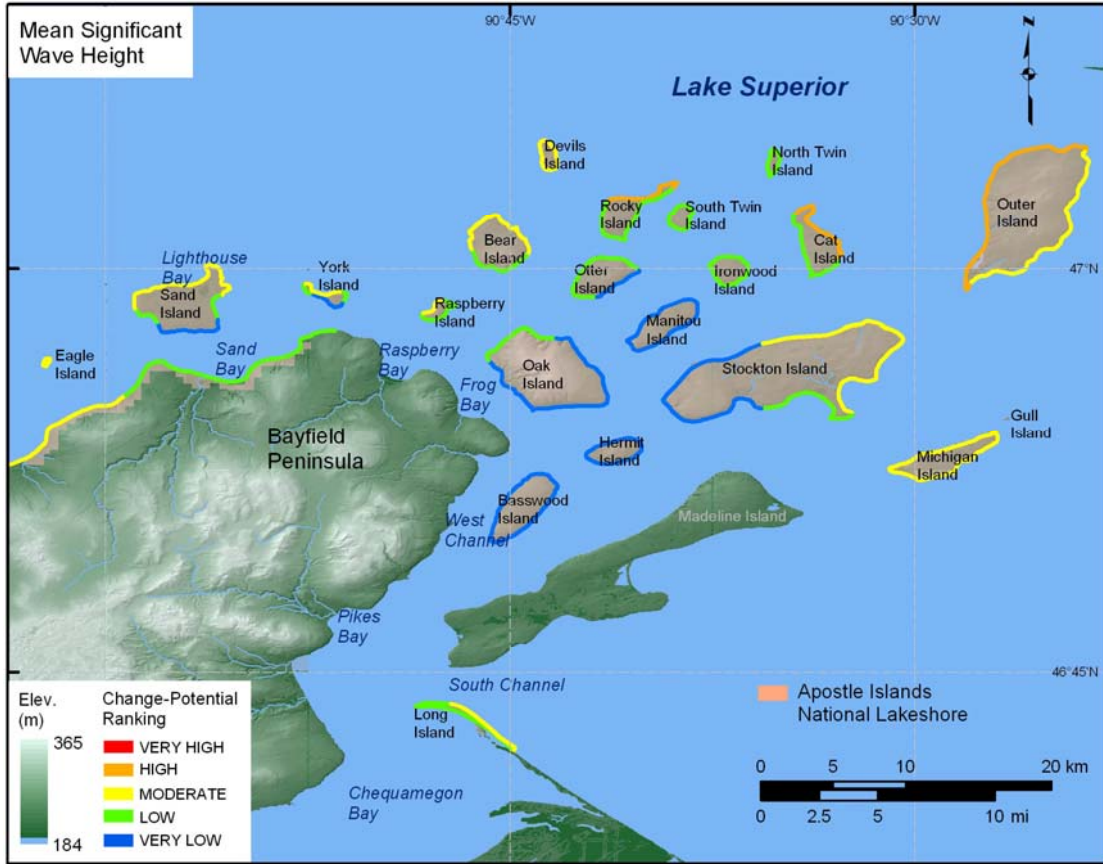 Mean Significant
Wave Height
90°45'W
90°30'W
N
Lake Superior
Devils
Island
North Twin
Island
Rocky
Island
South Twin
Island
Outer
Island
Bear
Island
Cat
Island
Lighthouse
Bay
York
Island
Otter
Island
Ironwood
Island
47°N
Sand
Island
Raspberry
Island
Manitou
Island
Eagle
Island
Sand
Bay
Raspberry
Bay
Oak
Island
Stockton Island
Frog
Bay
Gull
Island
Bayfield
Peninsula
Hermit
Island
Michigan
Island
Basswood
Island
West
Channel
Madeline Island
Pikes
Bay
46°45'N
South Channel
Long
Island
Chequamegon
Bay
Elev.
(m)
365
184
Change-Potential
Ranking
VERY HIGH
HIGH
MODERATE
LOW
VERY LOW
Apostle Islands
National Lakeshore
0 5 10 20 km
0 2.5 5 10 mi